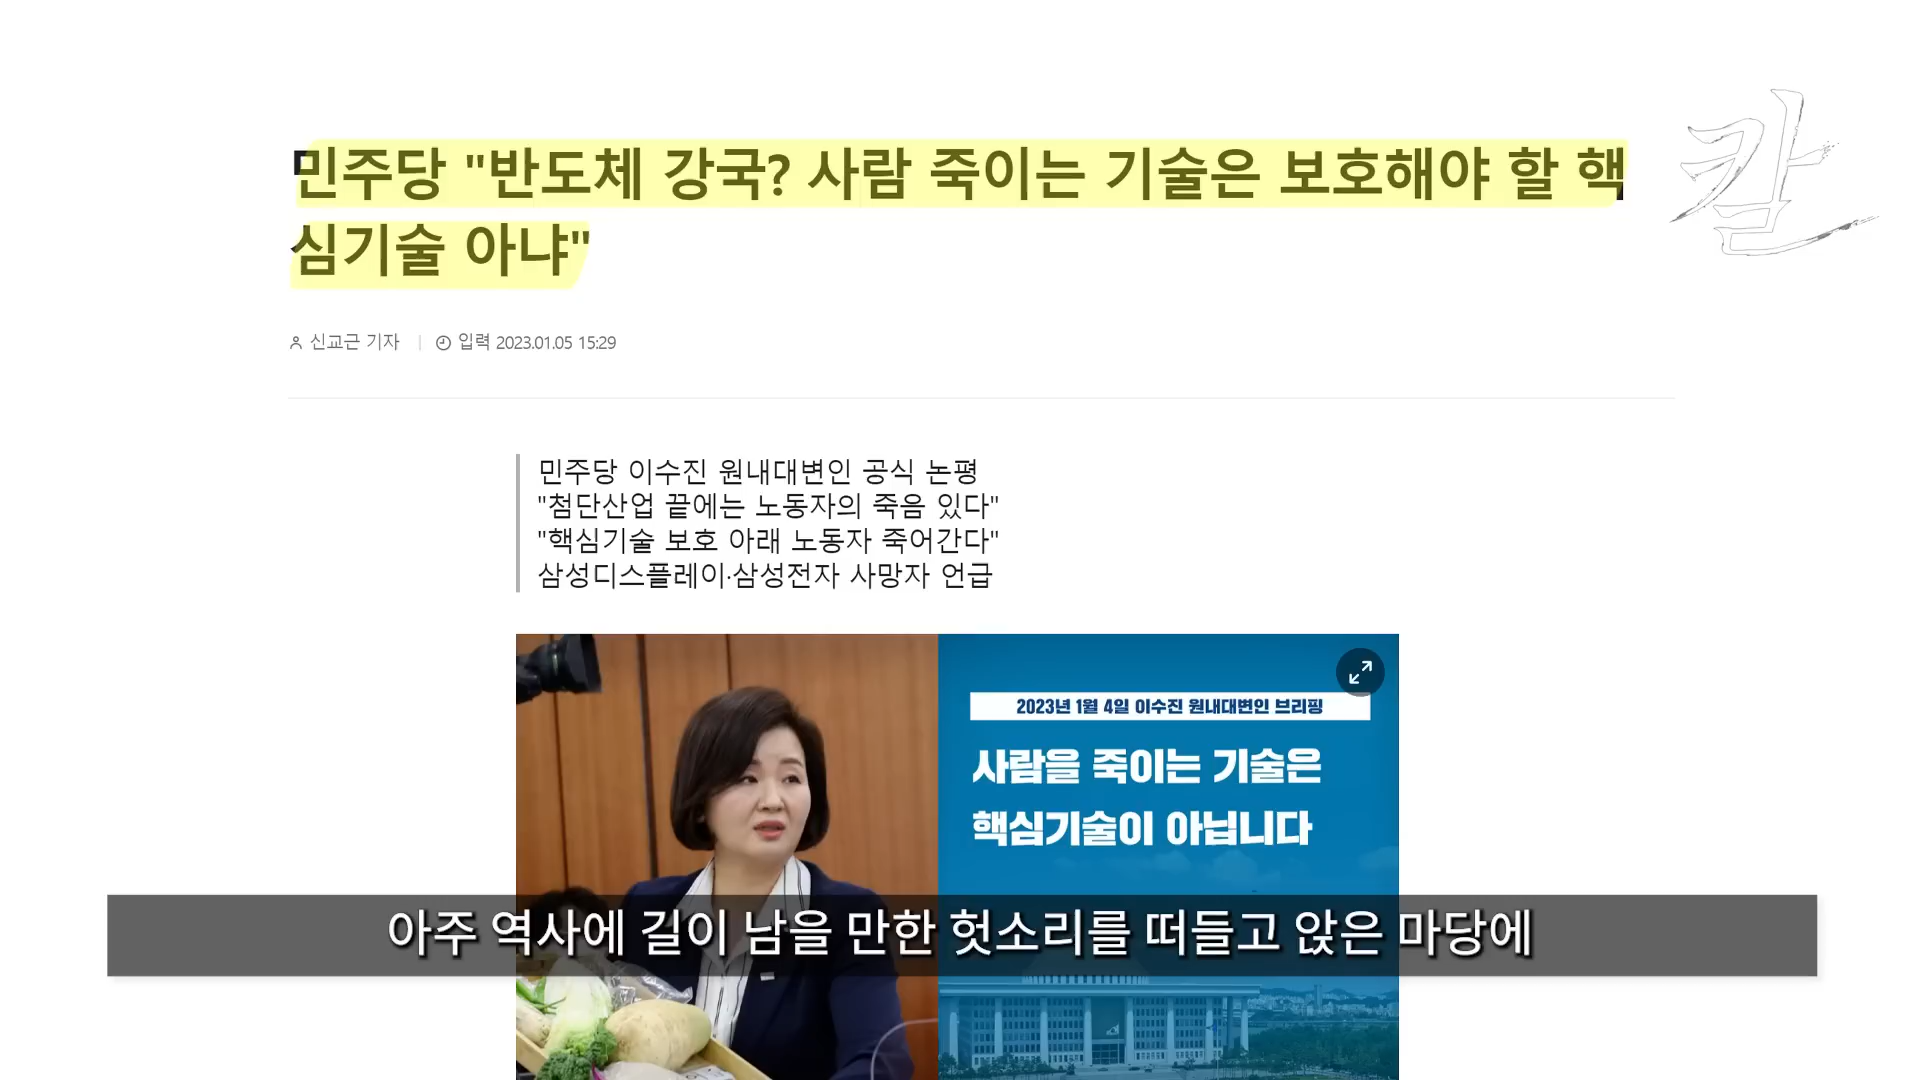 민주당 "반도체 강국? 사람 죽이는 기술은 보호해야 할 핵
심기술 아냐"
칼
신교근 기자 | 입력 2023.01.05 15:29
민주당 이수진 원내대변인 공식 논평
"첨단산업 끝에는 노동자의 죽음 있다"
"핵심기술 보호 아래 노동자 죽어간다"
삼성디스플레이·삼성전자 사망자 언급
2023년 1월 4일 이수진 원내대변인 브리핑
사람을 죽이는 기술은
핵심기술이 아닙니다
아주 역사에 길이 남을 만한 헛소리를 떠들고 앉은 마당에